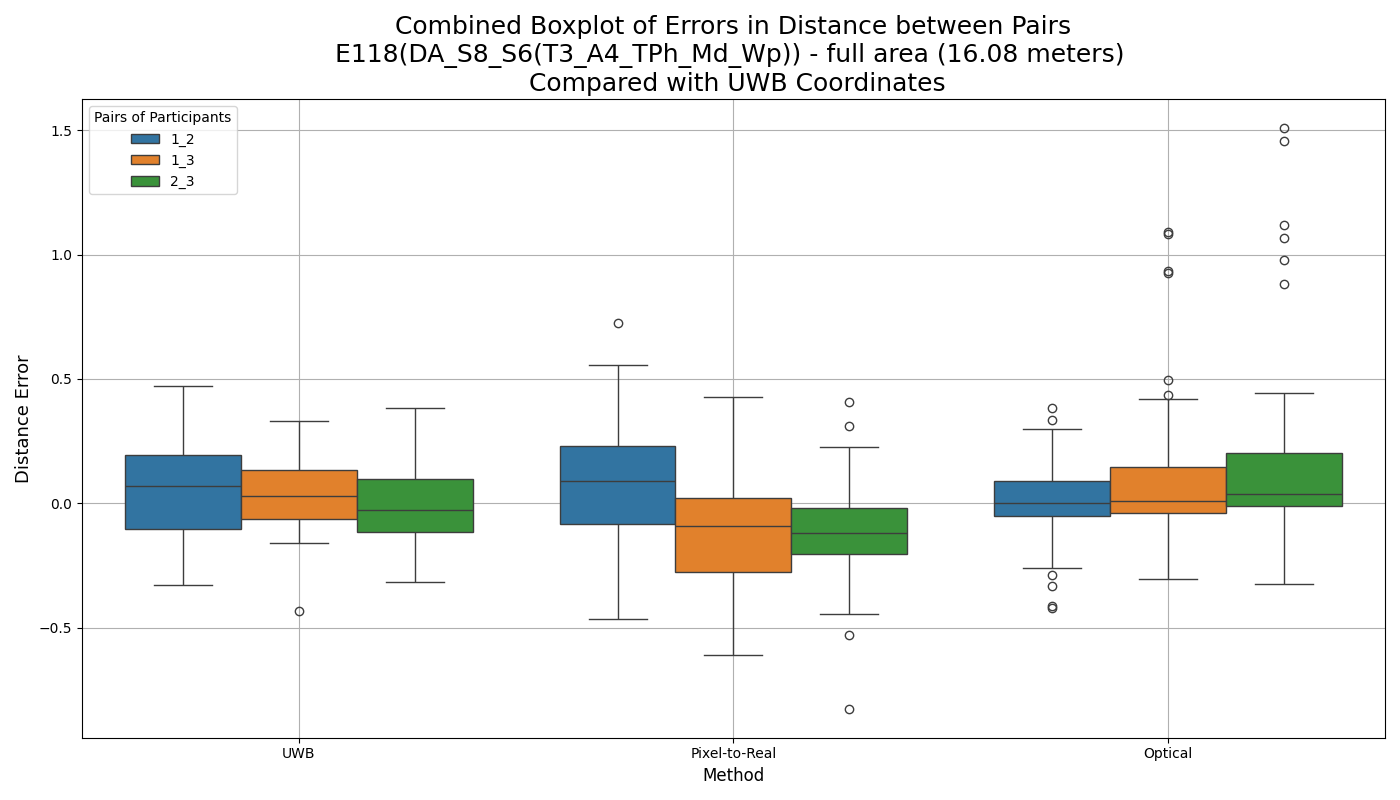 Combined Boxplot of Errors in Distance between Pairs
E118(DA_S8_S6(T3_A4_TPh_Md_Wp)) - full area (16.08 meters)
Compared with UWB Coordinates
Pairs of Participants
1_2
1_3
2_3
1.5
1.0
0.5
0.0
−0.5
Distance Error
UWB
Pixel-to-Real
Optical
Method